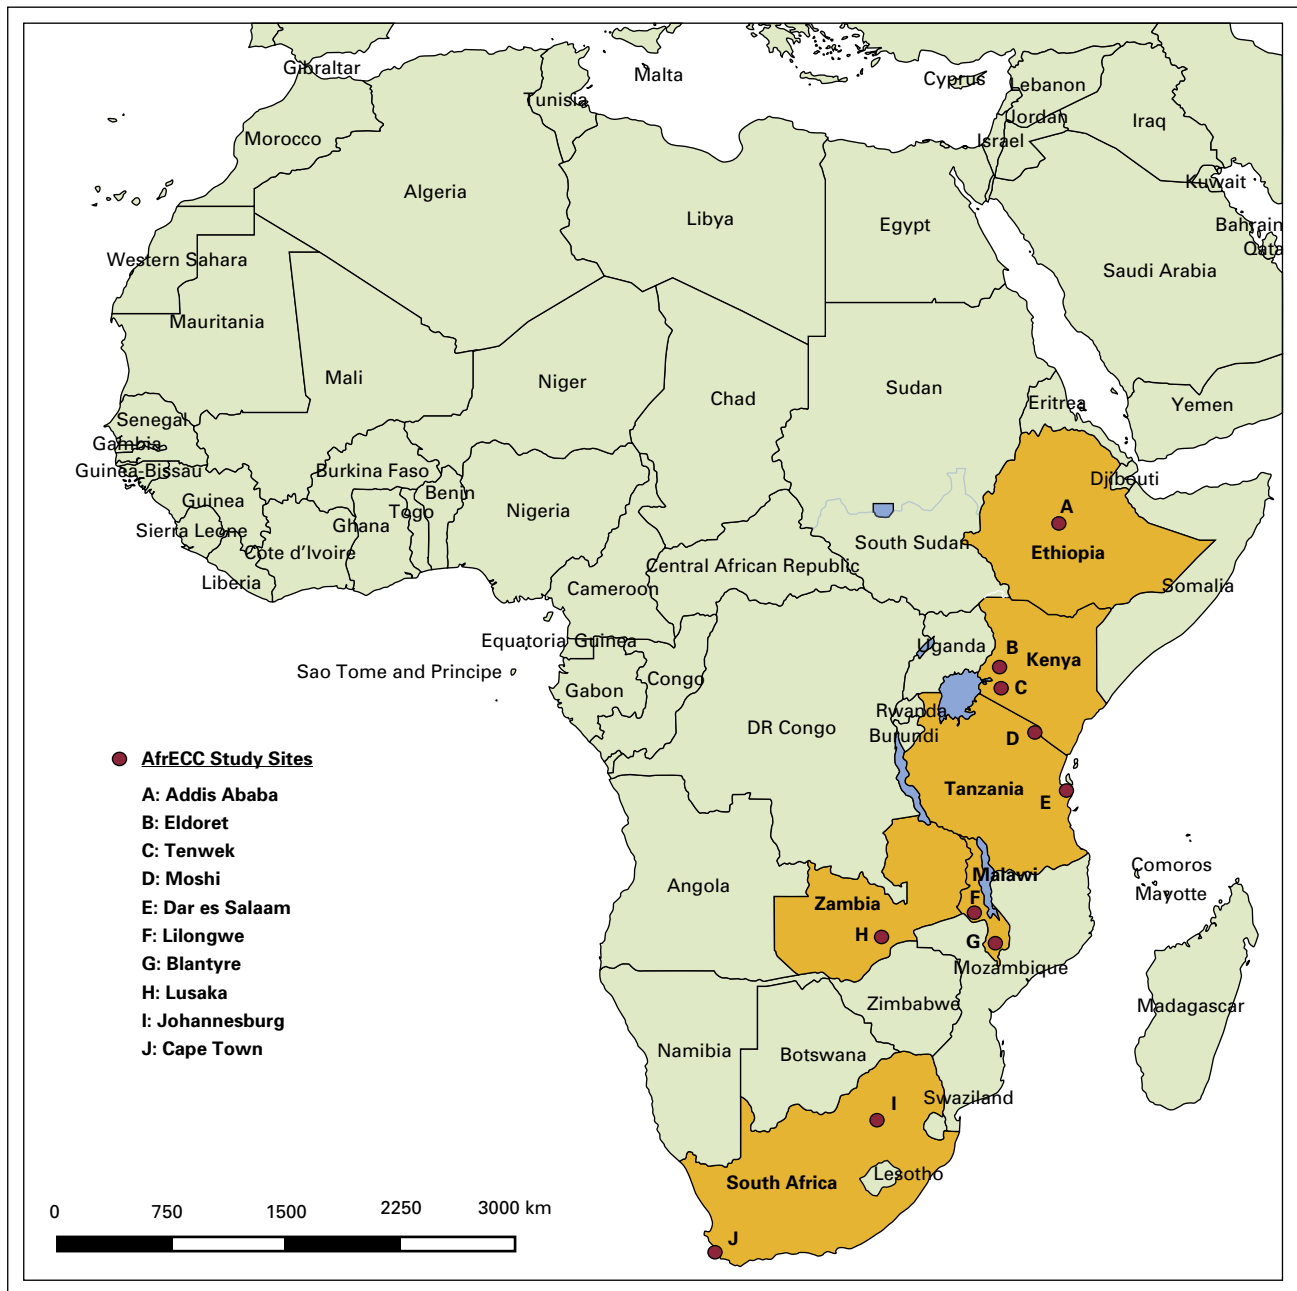 Gibraltar
Malta
Cyprus
Lebanon
Tunisia
Jordan
Iraq
Morocco
Israel
Kuwait
Algeria
Libya
Egypt
Bahrain
Qata
Western Sahara
Saudi Arabia
Mauritania
Mali
Niger
Chad
Sudan
Eritrea
Yemen
Senegal
Gambia
Guinea-Bissau
Burkina Faso
Djibouti
Guinea
Benin
Togo
Nigeria
A
Sierra Leone
Ghana
Côte d'Ivoire
South Sudan
Ethiopia
Central African Republic
Liberia
Cameroon
Somalia
Equatoria Guinea
Uganda
B
Kenya
Sao Tome and Principe
Congo
Gabon
C
Rwanda
DR Congo
Burundi
D
Tanzania
E
AfrECC Study Sites
A: Addis Ababa
B: Eldoret
C: Tenwek
D: Moshi
E: Dar es Salaam
F: Lilongwe
G: Blantyre
H: Lusaka
I: Johannesburg
J: Cape Town
Comoros
Mayotte
Malawi
Angola
Zambia
F
H
G
Mozambique
Zimbabwe
Madagascar
Namibia
Botswana
Swaziland
I
Lesotho
South Africa
J
0 750 1500 2250 3000 km